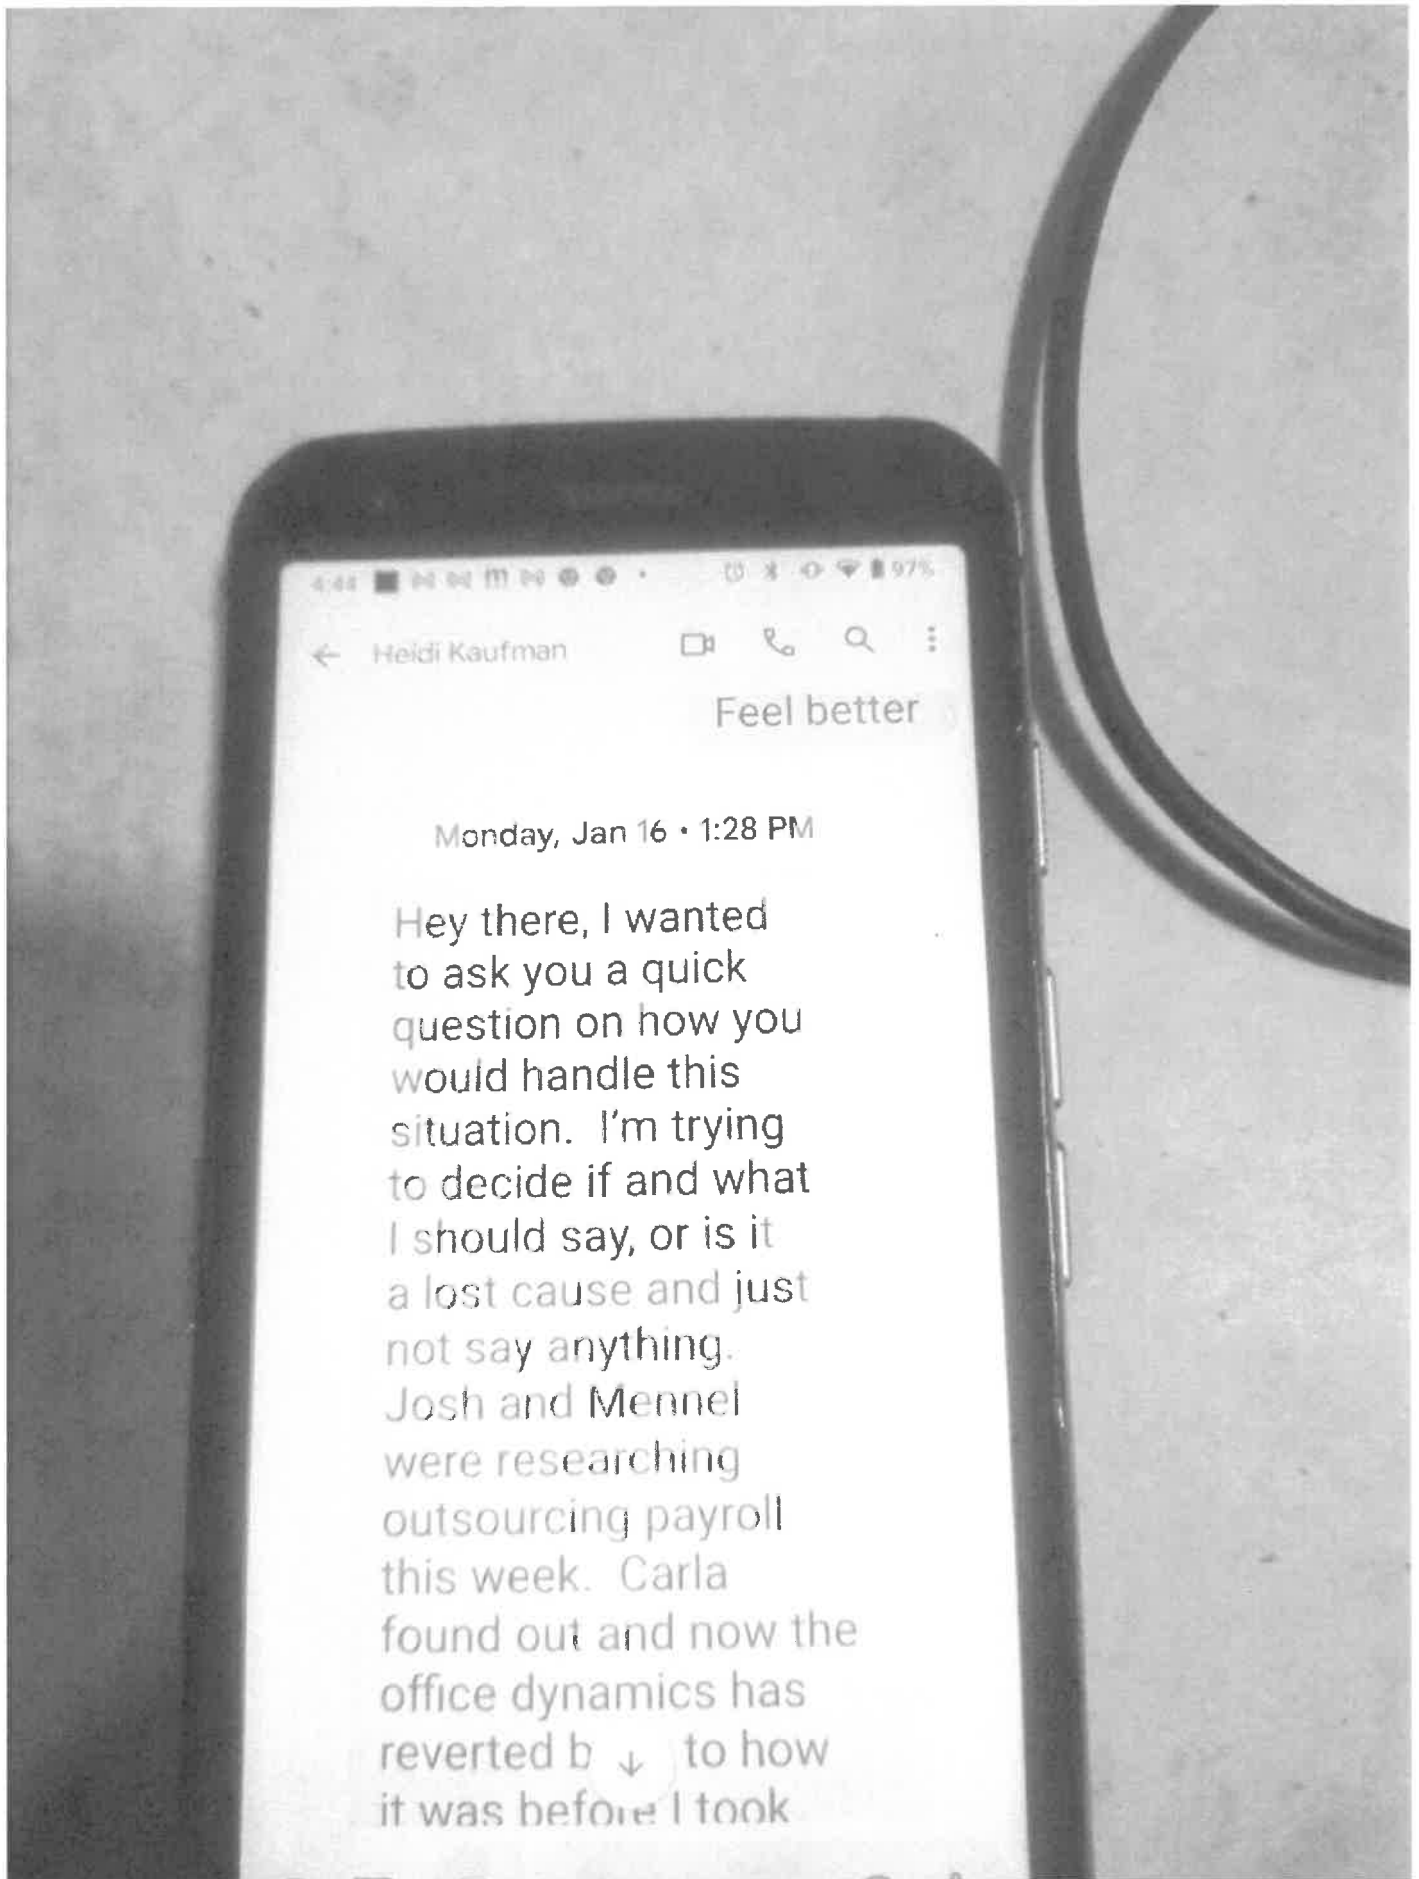 4:44 97%
Heidi Kaufman
Feel better
Monday, Jan 16 • 1:28 PM
Hey there, I wanted
to ask you a quick
question on how you
would handle this
situation. I'm trying
to decide if and what
I should say, or is it
a lost cause and just
not say anything.
Josh and Mennel
were researching
outsourcing payroll
this week. Carla
found out and now the
office dynamics has
reverted b to how
it was before I took